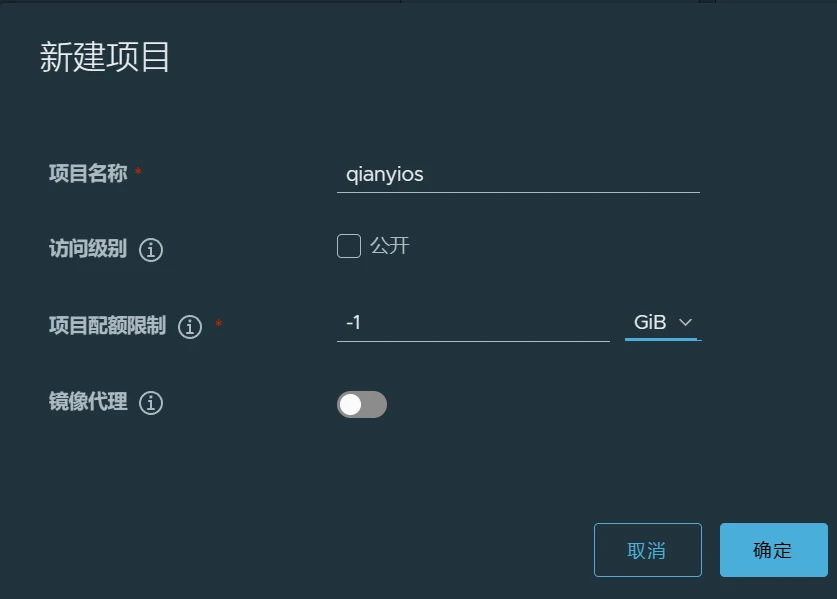 新建项目
项目名称 * qianyios
访问级别 公开
项目配额限制 * -1 GiB
镜像代理
取消 确定